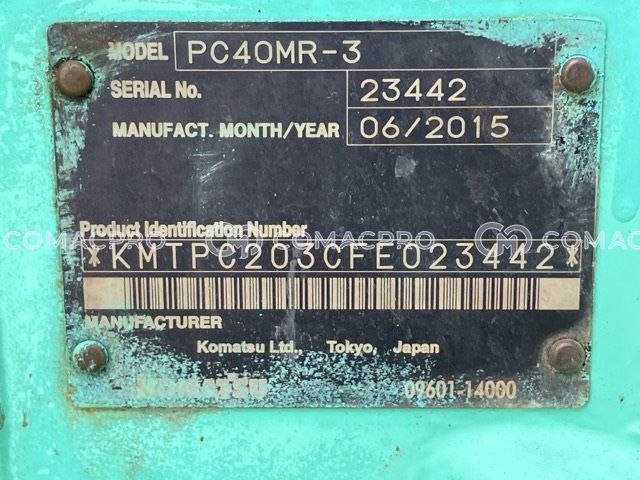 MODEL PC40MR-3
SERIAL No. 23442
MANUFACT. MONTH/YEAR 06/2015
Product Identification Number
COMACPRO COMACPRO COMACPRO
*KMTPC203CFE023442*
MANUFACTURER
Komatsu Ltd., Tokyo, Japan
09601-14000